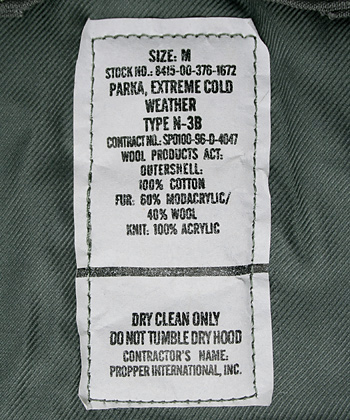 SIZE: M
STOCK NO.: 8415-00-376-1672
PARKA, EXTREME COLD
WEATHER
TYPE N-3B
CONTRACT NO.: SPO100-96-D-4047
WOOL PRODUCTS ACT:
OUTERSHELL:
100% COTTON
FUR: 60% MODACRYLIC/
40% WOOL
KNIT: 100% ACRYLIC
DRY CLEAN ONLY
DO NOT TUMBLE DRY HOOD
CONTRACTOR'S NAME:
PROPPER INTERNATIONAL, INC.